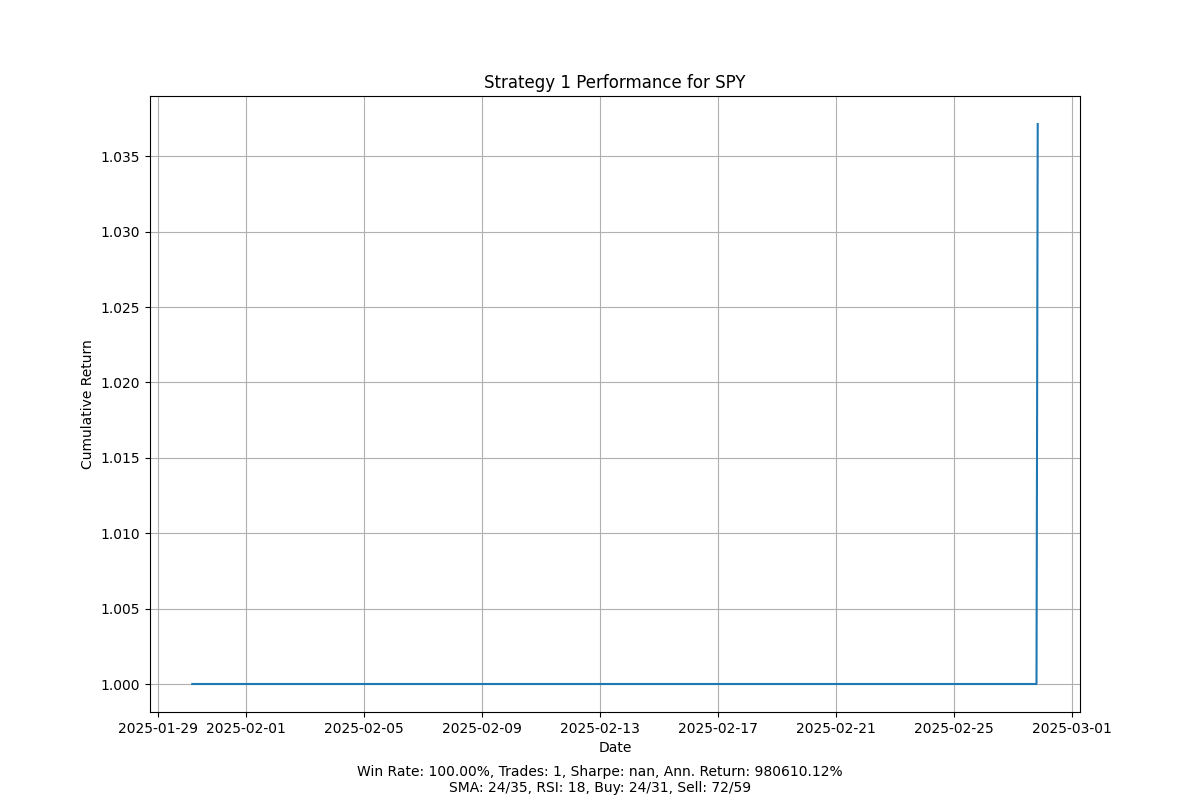 Strategy 1 Performance for SPY
Cumulative Return
1.035
1.030
1.025
1.020
1.015
1.010
1.005
1.000
2025-01-29 2025-02-01 2025-02-05 2025-02-09 2025-02-13 2025-02-17 2025-02-21 2025-02-25 2025-03-01
Date
Win Rate: 100.00%, Trades: 1, Sharpe: nan, Ann. Return: 980610.12%
SMA: 24/35, RSI: 18, Buy: 24/31, Sell: 72/59